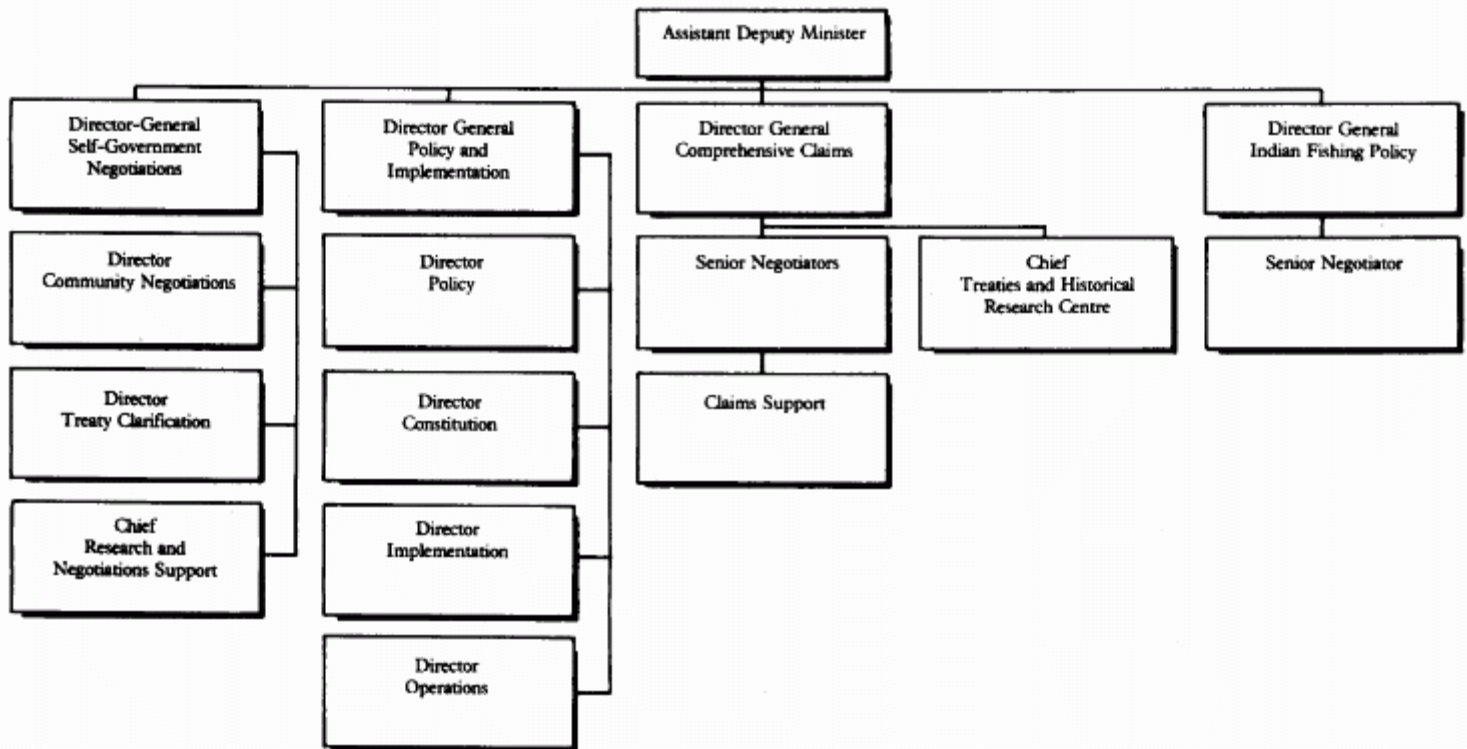 Assistant Deputy Minister
Director-General
Self-Government
Negotiations
Director General
Policy and
Implementation
Director General
Comprehensive Claims
Director General
Indian Fishing Policy
Director
Community Negotiations
Director
Policy
Senior Negotiators
Chief
Treaties and Historical
Research Centre
Senior Negotiator
Director
Treaty Clarification
Director
Constitution
Claims Support
Chief
Research and
Negotiations Support
Director
Implementation
Director
Operations